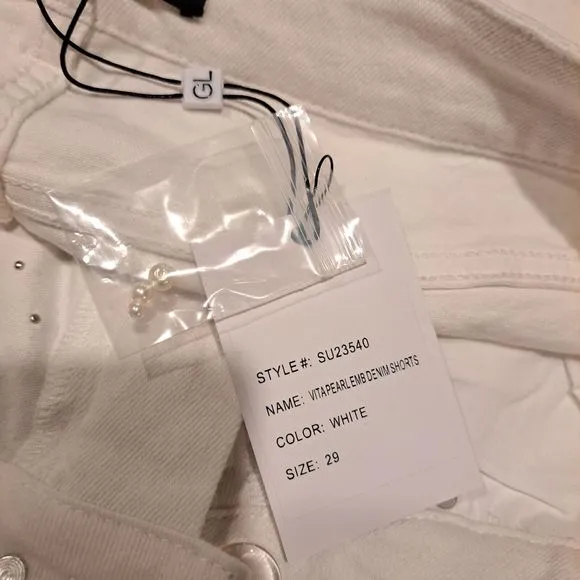 GL
STYLE #: SU23540
NAME: VITAPEARLEMB DENIM SHORTS
COLOR: WHITE
SIZE: 29